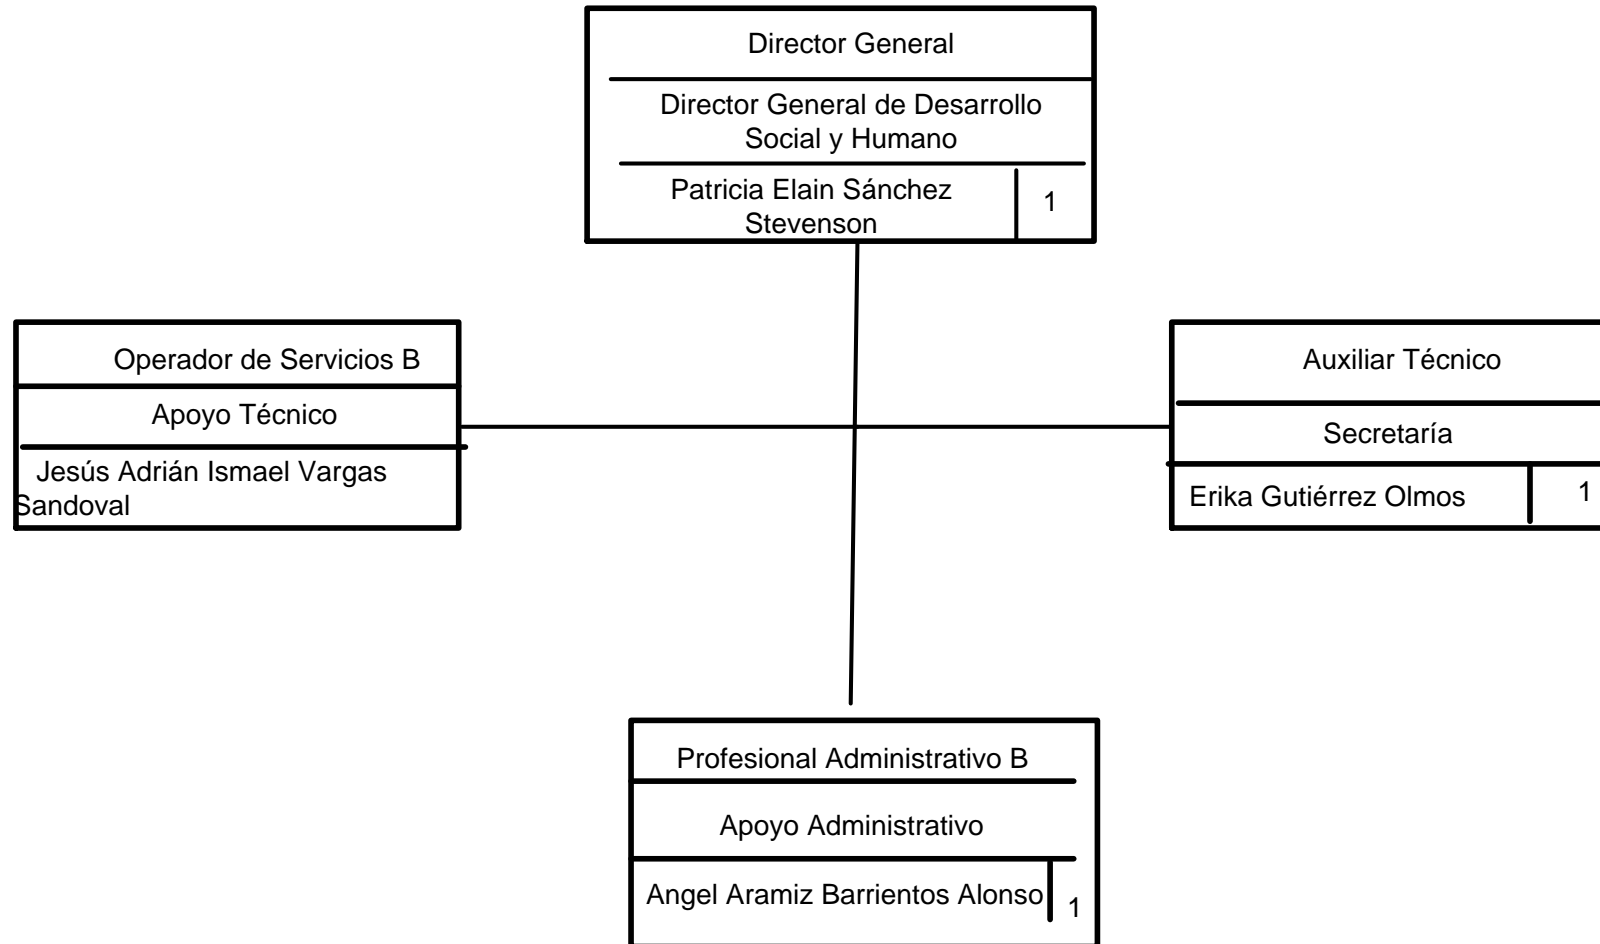 Director General
Director General de Desarrollo
Social y Humano
Patricia Elain Sánchez
Stevenson
1
Operador de Servicios B
Apoyo Técnico
Jesús Adrián Ismael Vargas
Sandoval
Auxiliar Técnico
Secretaría
Erika Gutiérrez Olmos
1
Profesional Administrativo B
Apoyo Administrativo
Angel Aramiz Barrientos Alonso
1